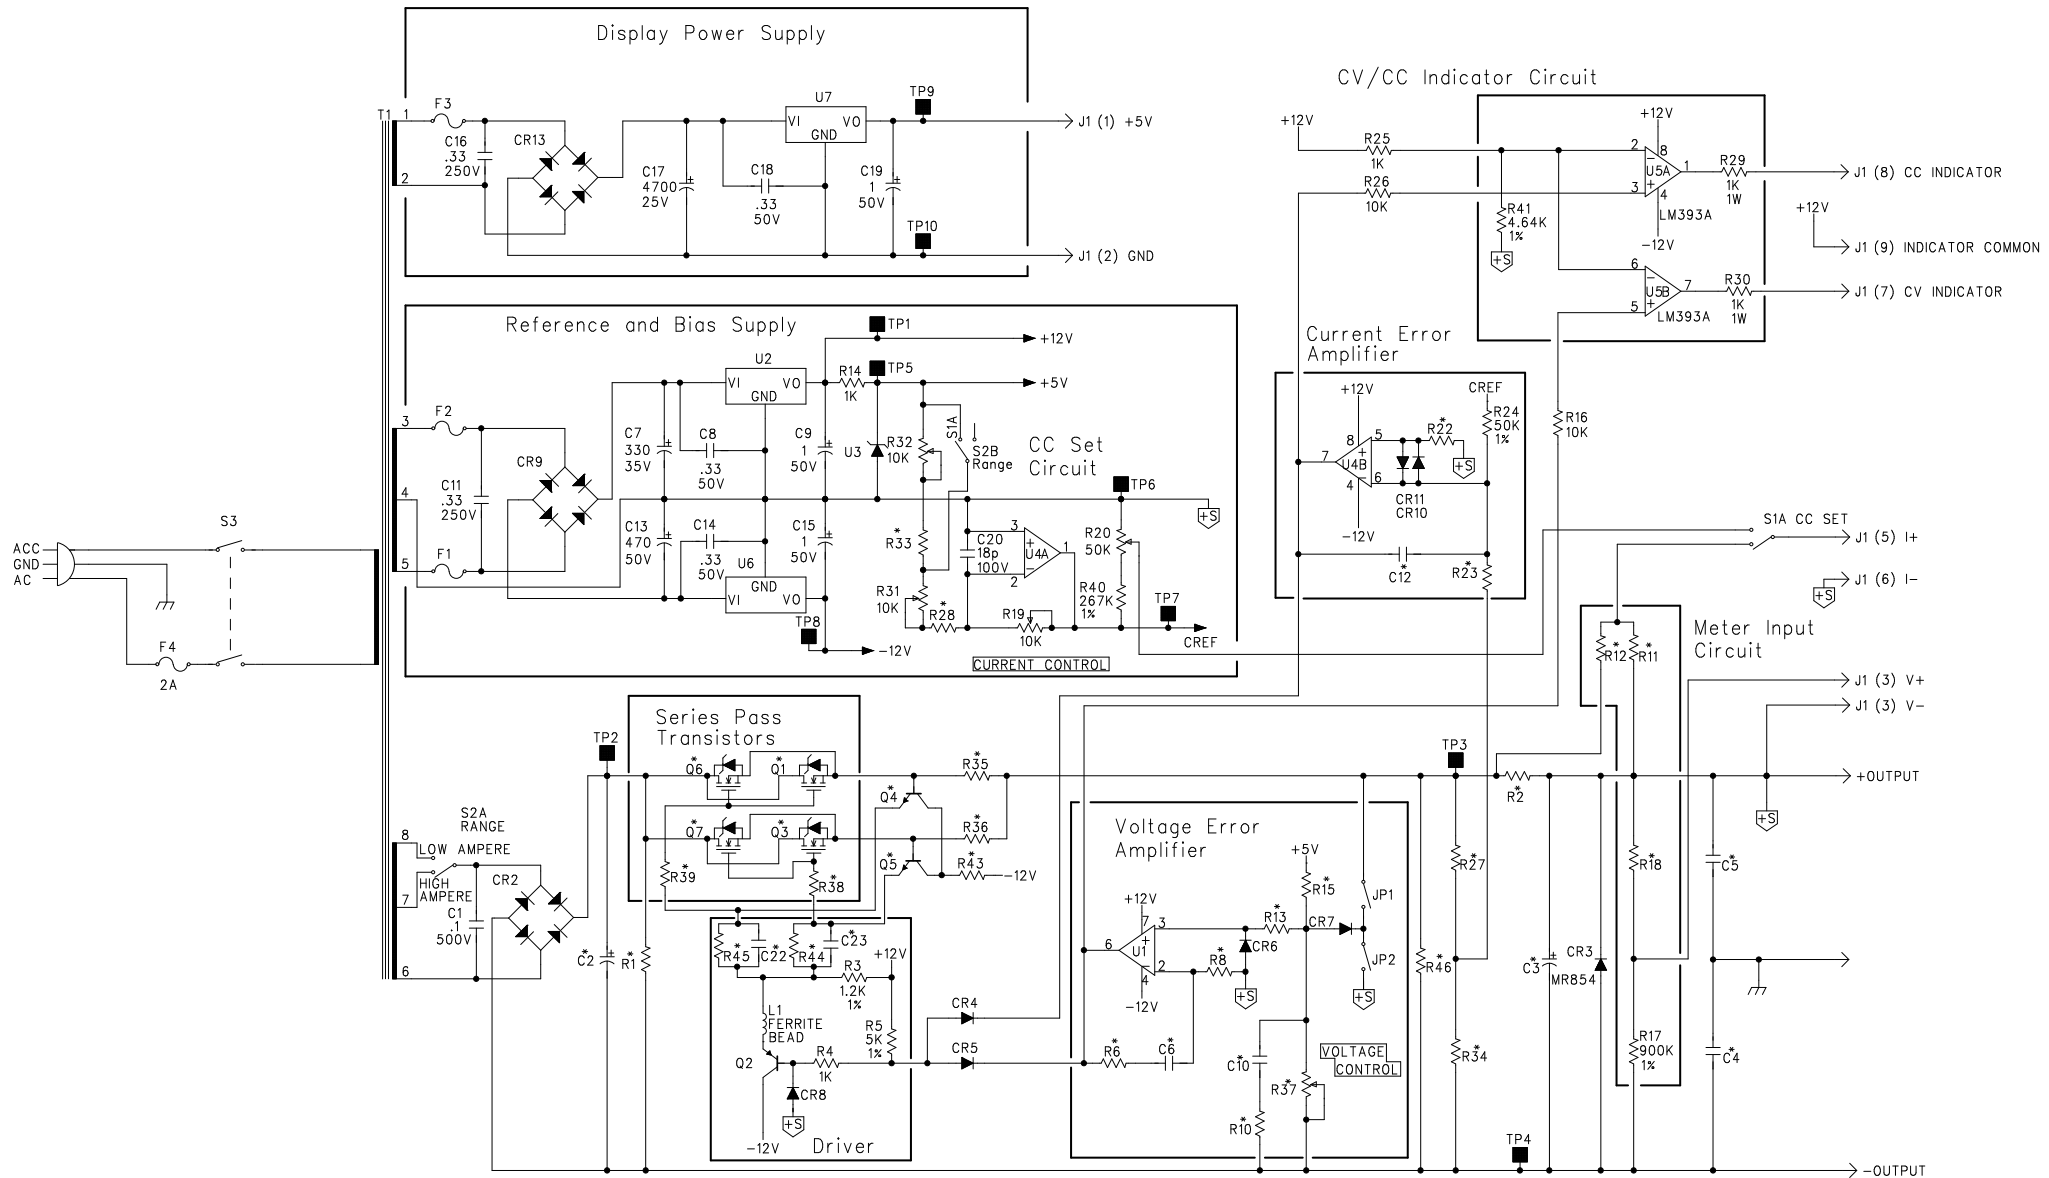 Display Power Supply
T1
1
F3
C16
.33
250V
2
CR13
C17
4700
25V
+
C18
.33
50V
U7
VI
VO
GND
C19
1
50V
+
TP9
TP10
J1 (1) +5V
J1 (2) GND
CV/CC Indicator Circuit
+12V
R25
1K
R26
10K
R41
4.64K
1%
+S
+12V
2
8
-
U5A
1
3
+
4
LM393A
-12V
R29
1K
1W
J1 (8) CC INDICATOR
+12V
J1 (9) INDICATOR COMMON
6
-
U5B
7
5
+
LM393A
R30
1K
1W
J1 (7) CV INDICATOR
Reference and Bias Supply
3
F2
4
C11
.33
250V
5
F1
CR9
C7
330
35V
+
C8
.33
50V
U2
VI
VO
GND
C9
1
50V
+
R14
1K
TP1
+12V
TP5
+5V
U3
R32
10K
S1A
S2B
Range
CC Set
Circuit
C13
470
50V
+
C14
.33
50V
U6
VI
VO
GND
C15
1
50V
+
TP8
-12V
*
R33
R31
10K
*
R28
C20
18p
100V
3
+
U4A
1
-
2
R19
10K
TP6
R20
50K
R40
267K
1%
TP7
CREF
+S
CURRENT CONTROL
Current Error
Amplifier
+12V
8
5
+
7
U4B
4
-
6
-12V
CR11
CR10
*
R22
+S
CREF
*
R24
50K
1%
C12
*
*
R23
R16
10K
S1A CC SET
J1 (5) I+
J1 (6) I-
+S
Meter Input
Circuit
*
R12
*
R11
J1 (3) V+
J1 (3) V-
S3
ACC
GND
AC
F4
2A
Series Pass
Transistors
TP2
*
Q6
*
Q1
*
Q7
*
Q3
R39
*
*
R38
*
Q4
*
Q5
*
R35
*
R36
*
R43
-12V
TP3
R2
*
+OUTPUT
+S
S2A
RANGE
8
LOW AMPERE
HIGH
AMPERE
7
6
C1
.1
500V
CR2
C2
*
+
R1
*
*
R45
*
C22
*
R44
*
C23
+12V
R3
1.2K
1%
L1
FERRITE
BEAD
R5
5K
1%
Q2
R4
1K
CR8
+S
-12V
Driver
CR4
CR5
Voltage Error
Amplifier
+12V
7
3
+
6
U1
-
2
4
-12V
*
R13
CR6
*
R8
+S
+5V
*
R15
CR7
JP1
JP2
+S
*
R6
*
C6
C10
*
R10
*
R37
*
VOLTAGE
CONTROL
*
R27
*
R46
*
R34
C3
*
+
CR3
MR854
*
R18
R17
900K
1%
*
C5
*
C4
TP4
-OUTPUT